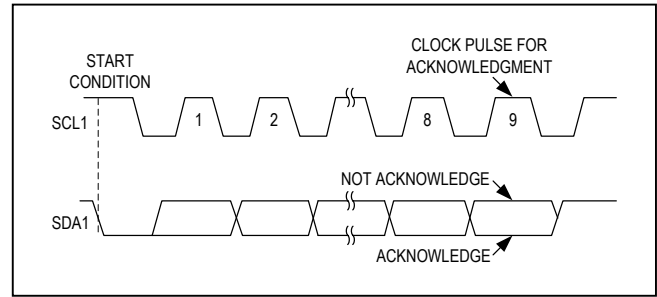 START
CONDITION
CLOCK PULSE FOR
ACKNOWLEDGMENT
SCL1
1
2
8
9
NOT ACKNOWLEDGE
SDA1
ACKNOWLEDGE